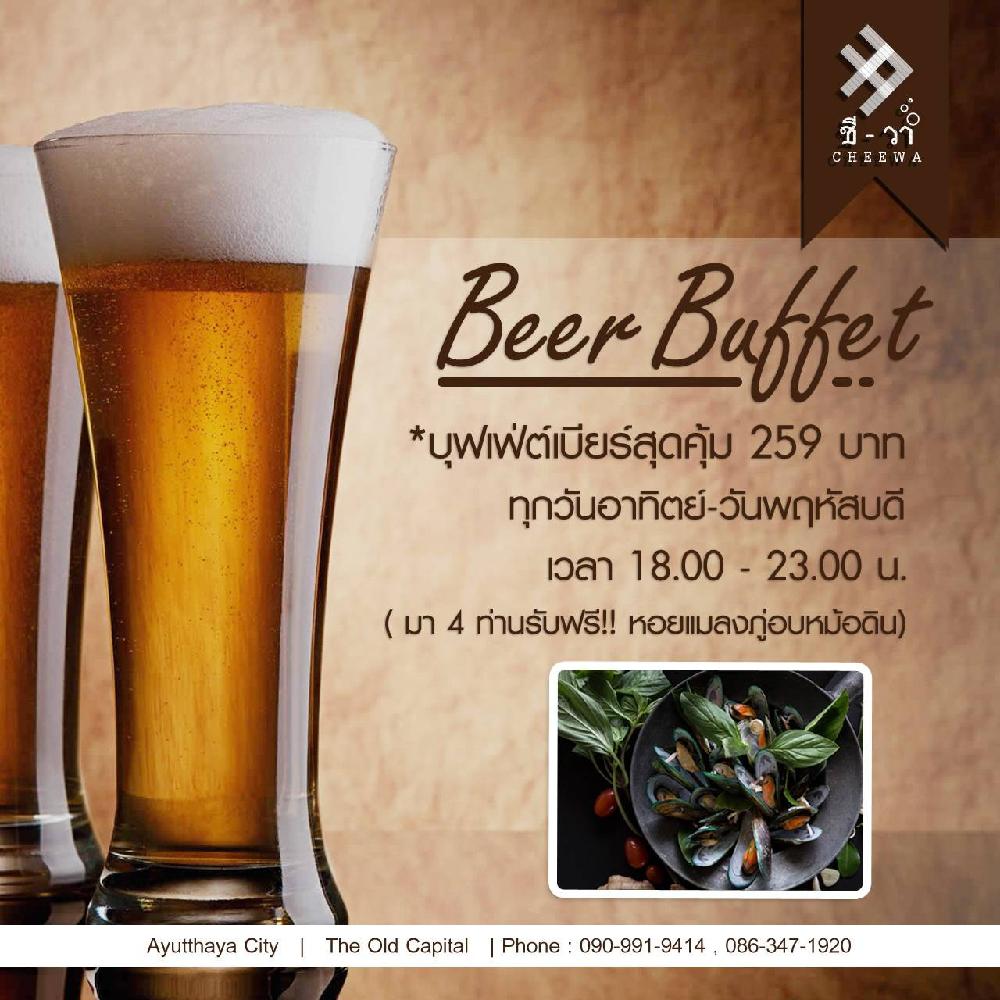 ชี-วา
CHEEWA
Beer Buffet
*บุฟเฟ่ต์เบียร์สุดคุ้ม 259 บาท
ทุกวันอาทิตย์-วันพฤหัสบดี
เวลา 18.00 - 23.00 น.
( มา 4 ท่านรับฟรี!! หอยแมลงภู่อบหม้อดิน)
Ayutthaya City | The Old Capital | Phone : 090-991-9414 , 086-347-1920